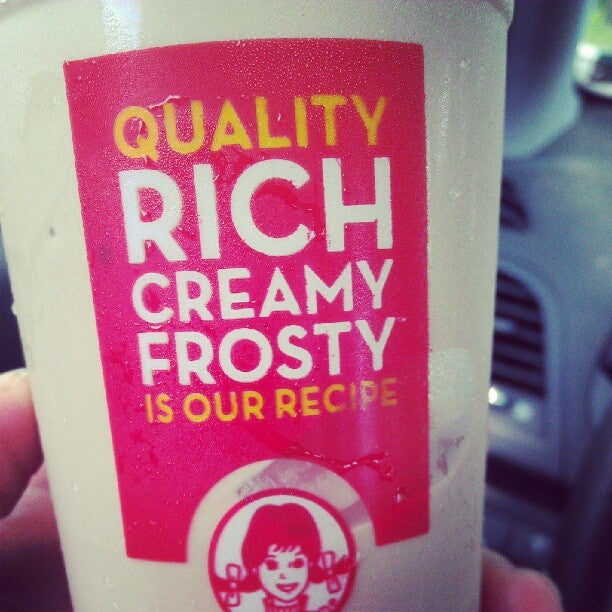 QUALITY
RICH
CREAMY
FROSTY
IS OUR RECIPE